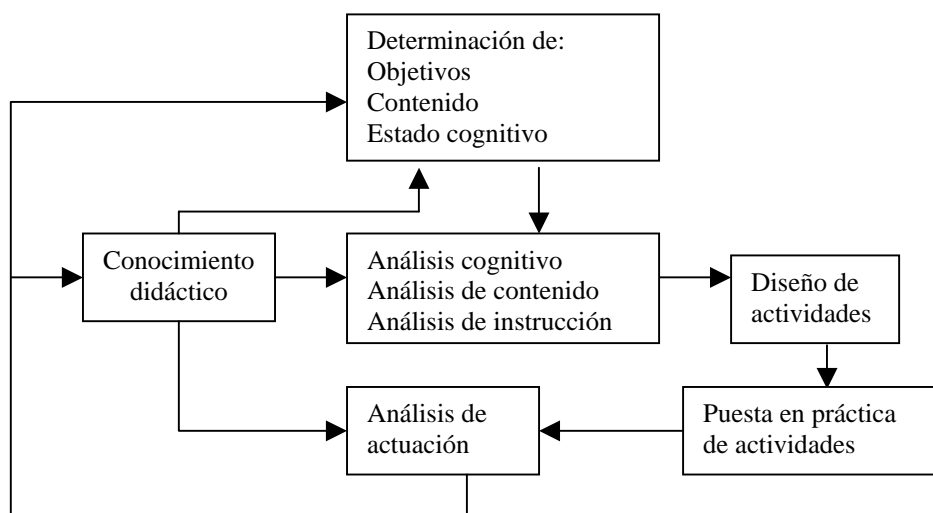 Determinación de:
Objetivos
Contenido
Estado cognitivo
Conocimiento
didáctico
Análisis cognitivo
Análisis de contenido
Análisis de instrucción
Diseño de
actividades
Análisis de
actuación
Puesta en práctica
de actividades